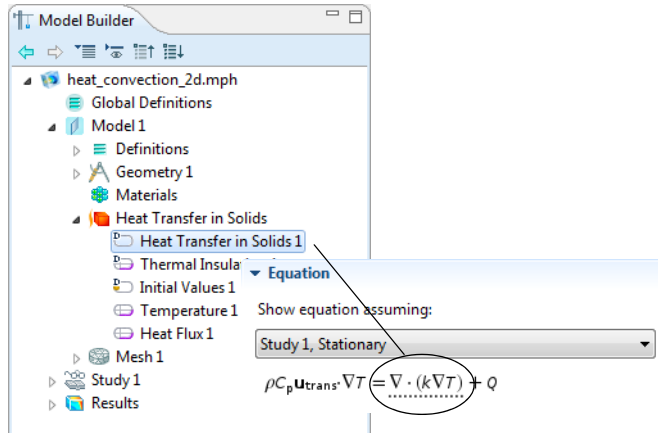 Model Builder
heat_convection_2d.mph
Global Definitions
Model 1
Definitions
Geometry 1
Materials
Heat Transfer in Solids
D Heat Transfer in Solids 1
D Thermal Insula
D Initial Values 1
Temperature 1
Heat Flux 1
Mesh 1
Study 1
Results
Equation
Show equation assuming:
Study 1, Stationary
ρCₚu_trans·∇T = ∇ · (k∇T) + Q